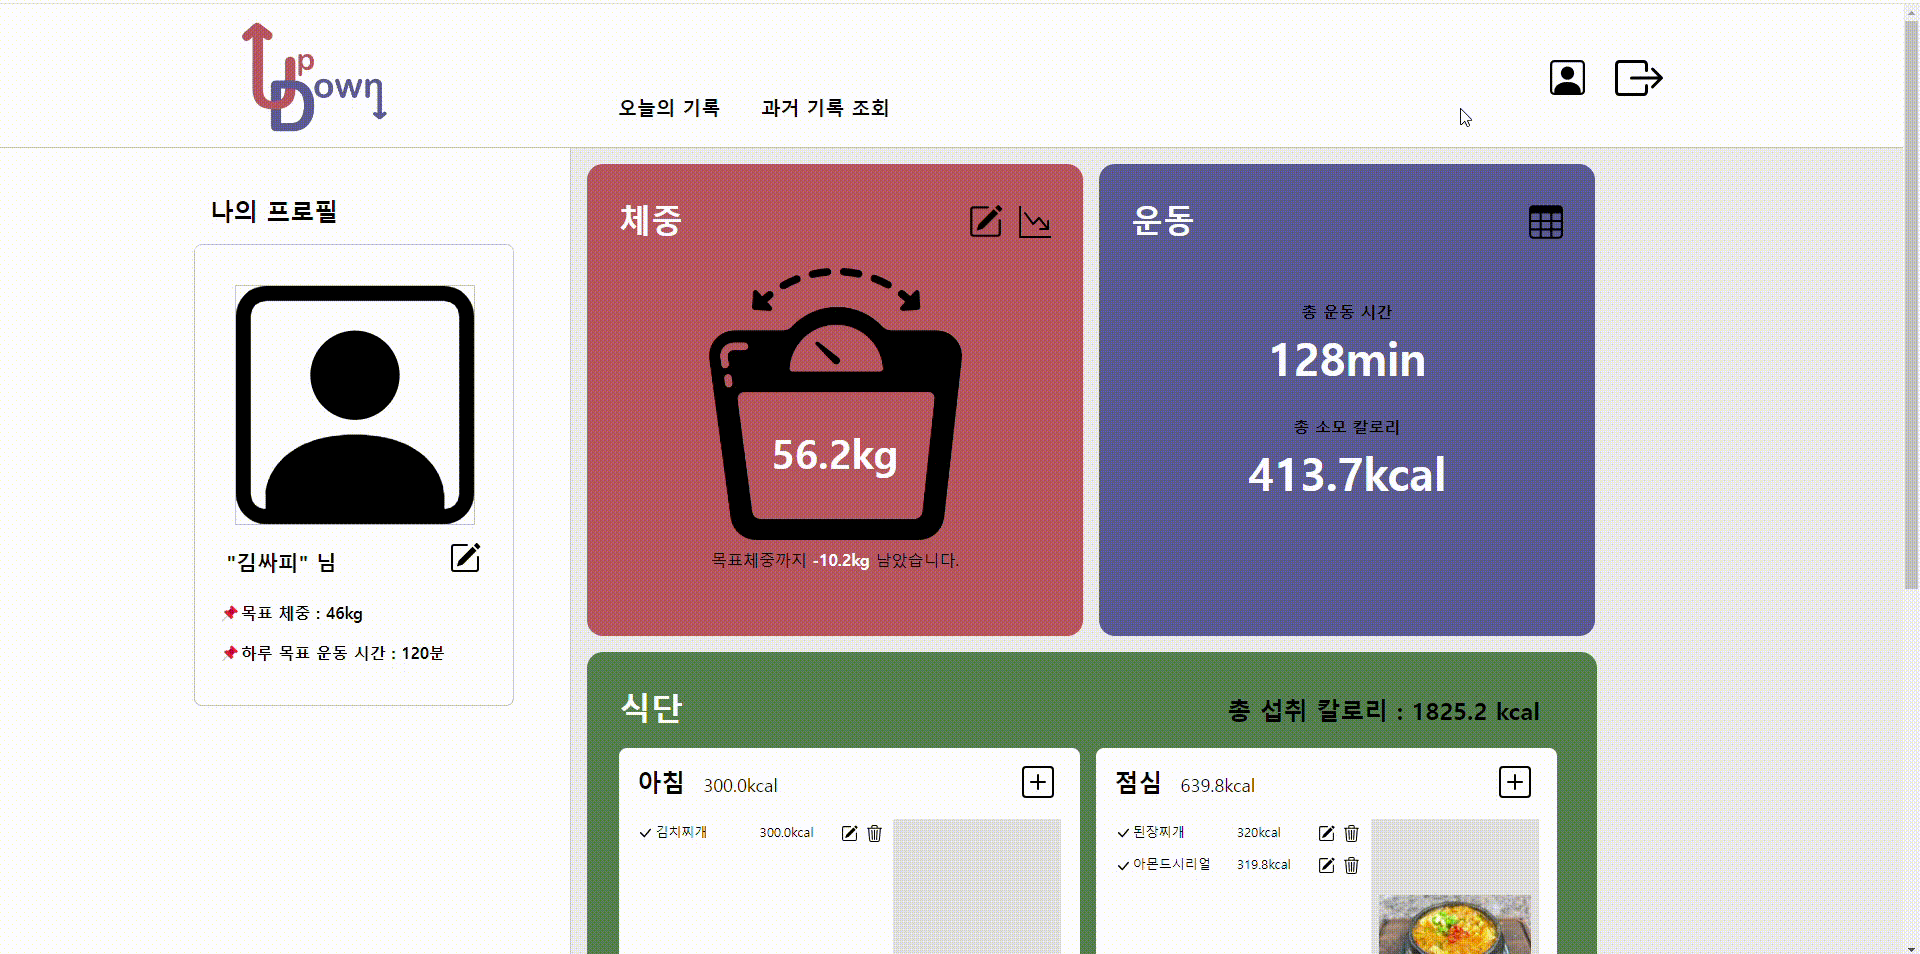 Up
Down
오늘의 기록 과거 기록 조회
나의 프로필
"김싸피" 님
📌목표 체중 : 46kg
📌하루 목표 운동 시간 : 120분
체중
56.2kg
목표체중까지 -10.2kg 남았습니다.
운동
총 운동 시간
128min
총 소모 칼로리
413.7kcal
식단
총 섭취 칼로리 : 1825.2 kcal
아침 300.0kcal
김치찌개 300.0kcal
점심 639.8kcal
된장찌개 320kcal
아몬드시리얼 319.8kcal